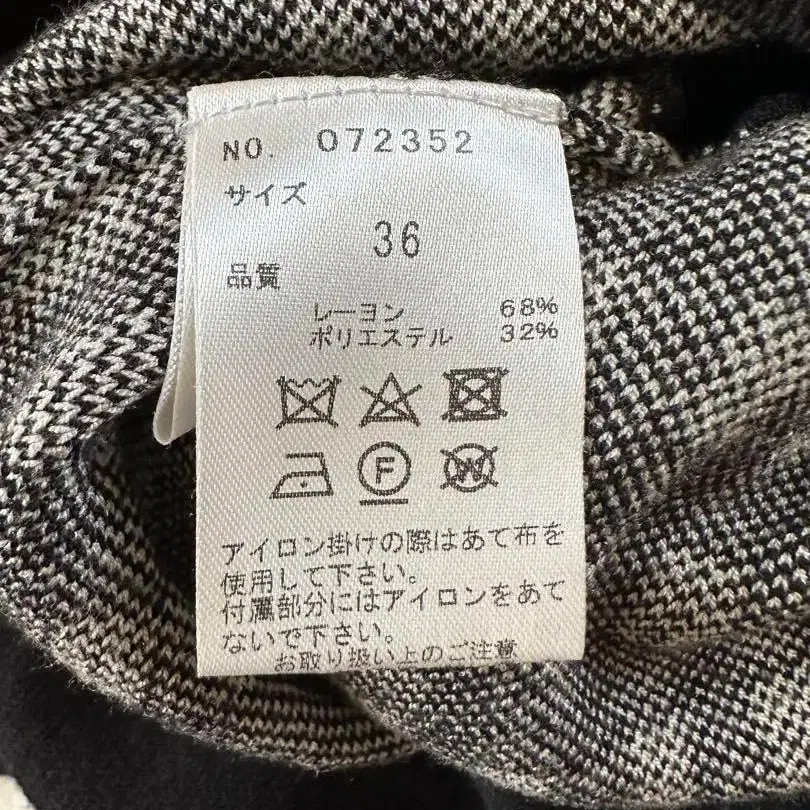 NO. 072352
サイズ
36
品質
レーヨン 68%
ポリエステル 32%
F
W
アイロン掛けの際はあて布を
使用して下さい。
付属部分にはアイロンをあて
ないで下さい。
お取り扱い上のご注意